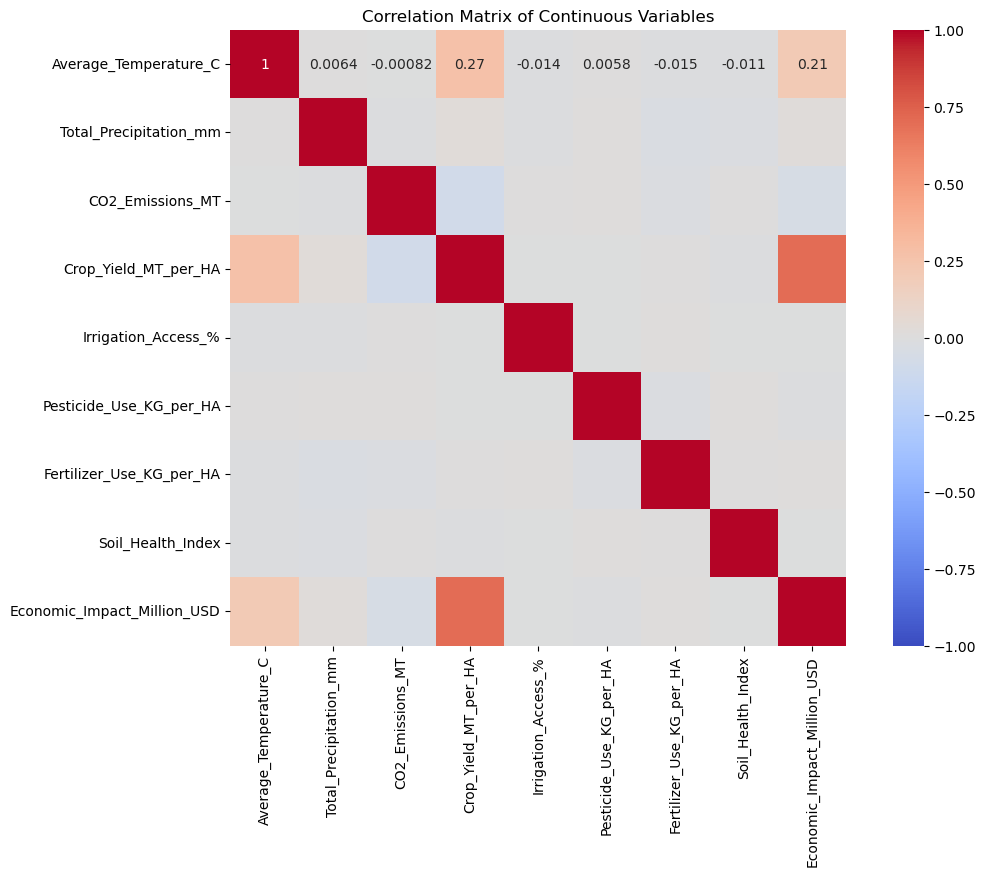 Correlation Matrix of Continuous Variables
Average_Temperature_C
1 0.0064 -0.00082 0.27 -0.014 0.0058 -0.015 -0.011 0.21
Total_Precipitation_mm
CO2_Emissions_MT
Crop_Yield_MT_per_HA
Irrigation_Access_%
Pesticide_Use_KG_per_HA
Fertilizer_Use_KG_per_HA
Soil_Health_Index
Economic_Impact_Million_USD
Average_Temperature_C
Total_Precipitation_mm
CO2_Emissions_MT
Crop_Yield_MT_per_HA
Irrigation_Access_%
Pesticide_Use_KG_per_HA
Fertilizer_Use_KG_per_HA
Soil_Health_Index
Economic_Impact_Million_USD
1.00
0.75
0.50
0.25
0.00
−0.25
−0.50
−0.75
−1.00